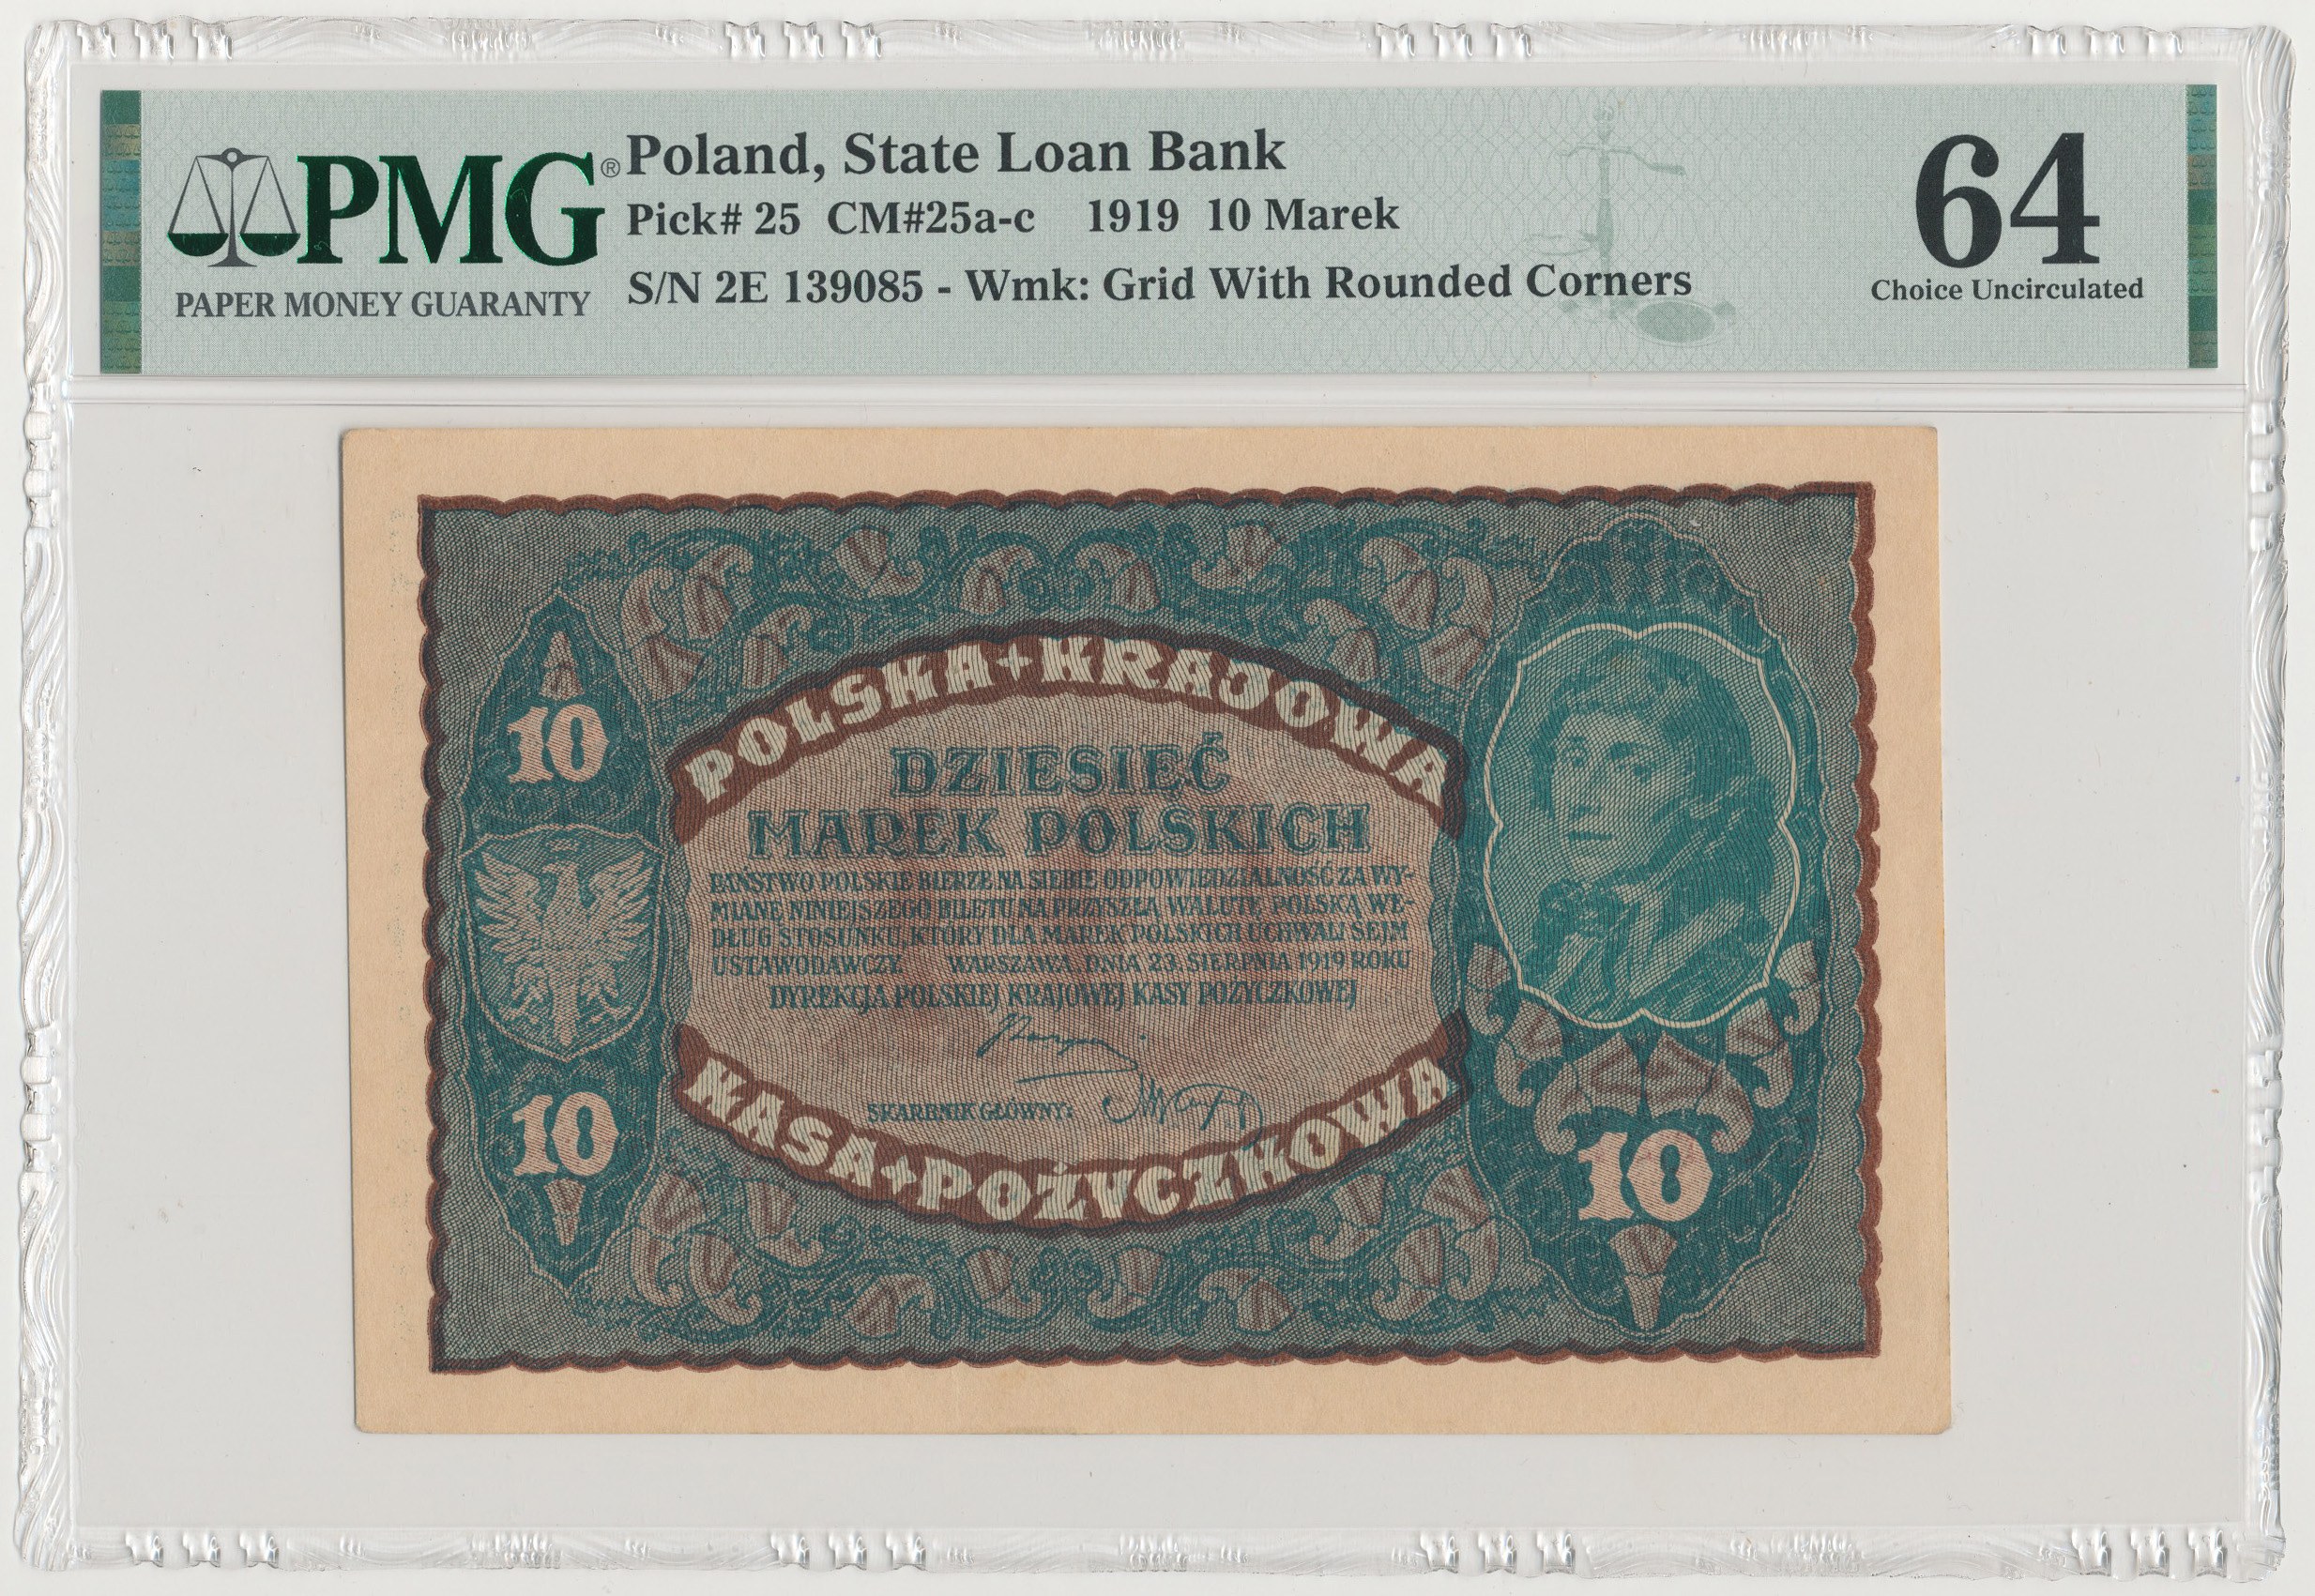 PMG®
PAPER MONEY GUARANTY
Poland, State Loan Bank
Pick# 25 CM#25a-c 1919 10 Marek
S/N 2E 139085 - Wmk: Grid With Rounded Corners
64
Choice Uncirculated
POLSKA + KRAJOWA
DZIESIĘĆ
MAREK POLSKICH
PAŃSTWO POLSKIE BIERZE NA SIEBIE ODPOWIEDZIALNOŚĆ ZA WY-
MIANĘ NINIEJSZEGO BILETU NA PRZYSZŁĄ WALUTĘ POLSKĄ WE-
DŁUG STOSUNKU, KTÓRY DLA MAREK POLSKICH UCHWALI SEJM
USTAWODAWCZY. WARSZAWA, DNIA 23. SIERPNIA 1919 ROKU
DYREKCJA POLSKIEJ KRAJOWEJ KASY POŻYCZKOWEJ
SKARBNIK GŁÓWNY:
KASA + POŻYCZKOWA
10
10
10